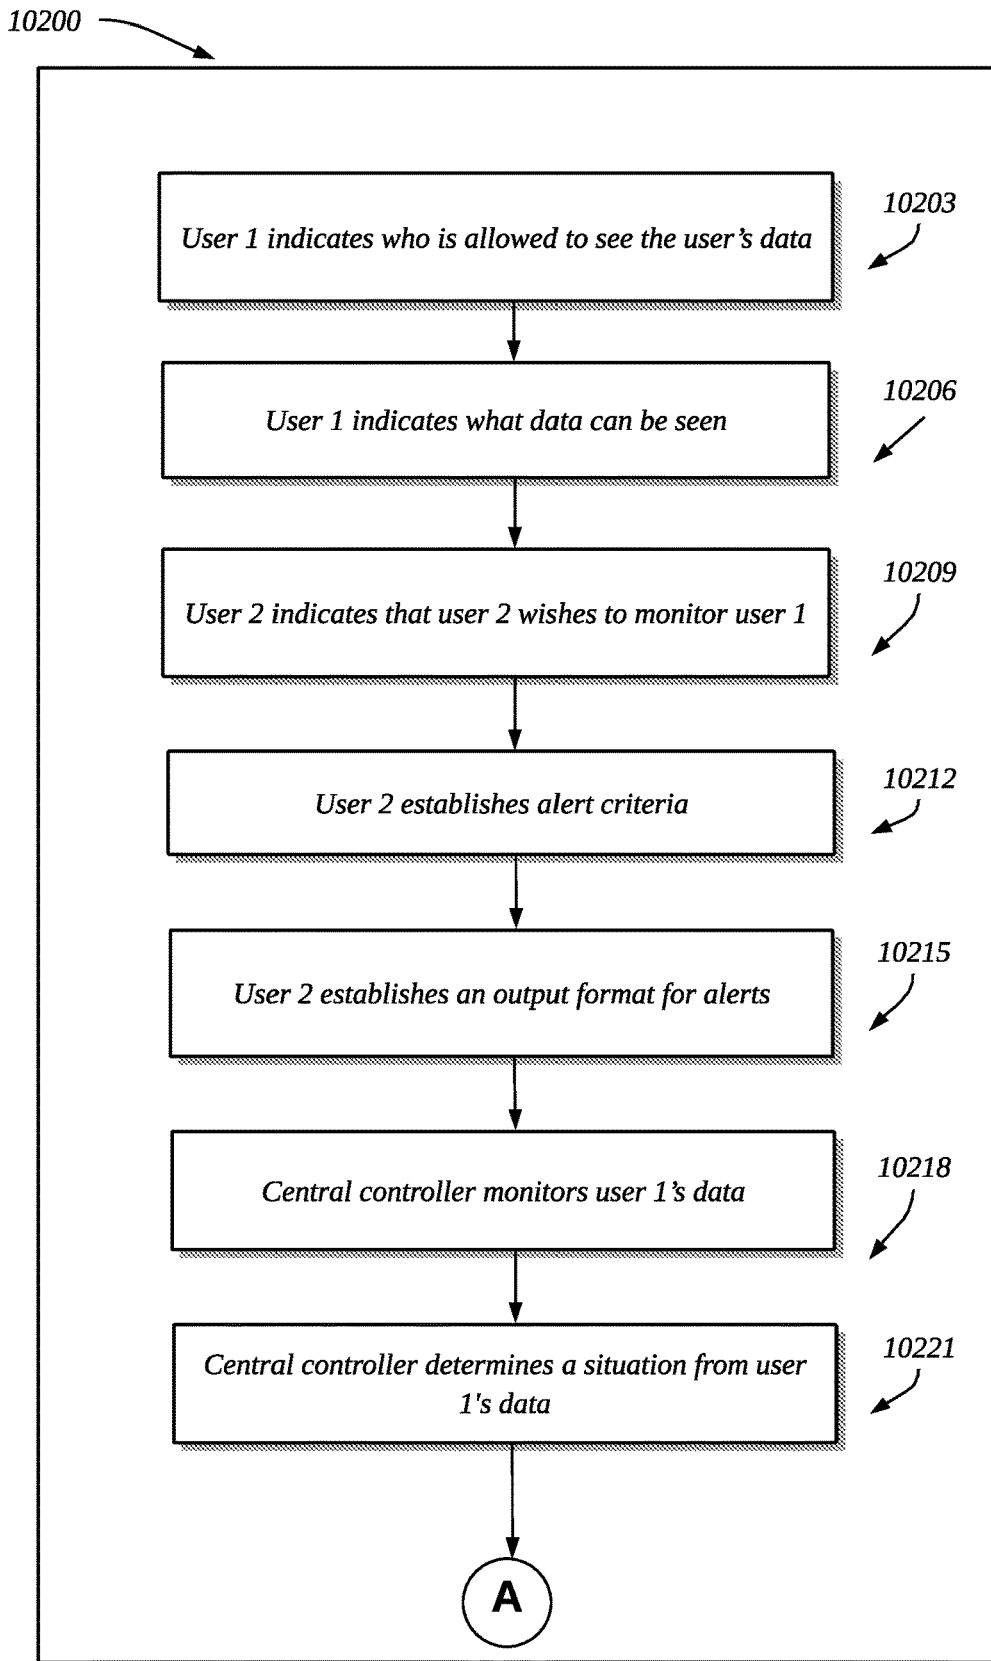 10200
User 1 indicates who is allowed to see the user’s data
10203
User 1 indicates what data can be seen
10206
User 2 indicates that user 2 wishes to monitor user 1
10209
User 2 establishes alert criteria
10212
User 2 establishes an output format for alerts
10215
Central controller monitors user 1’s data
10218
Central controller determines a situation from user
1's data
10221
A